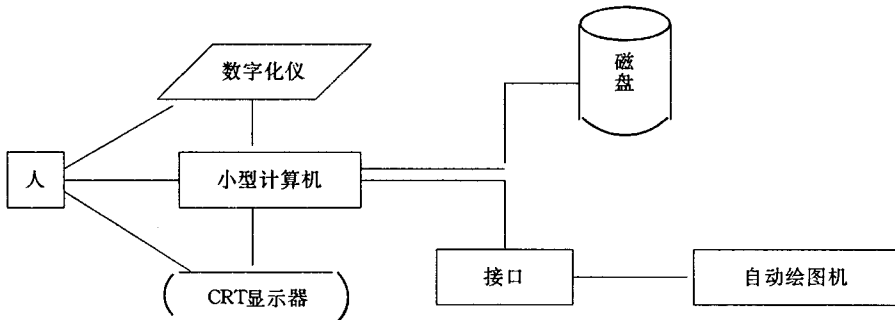 数字化仪
磁
盘
人
小型计算机
CRT显示器
接口
自动绘图机